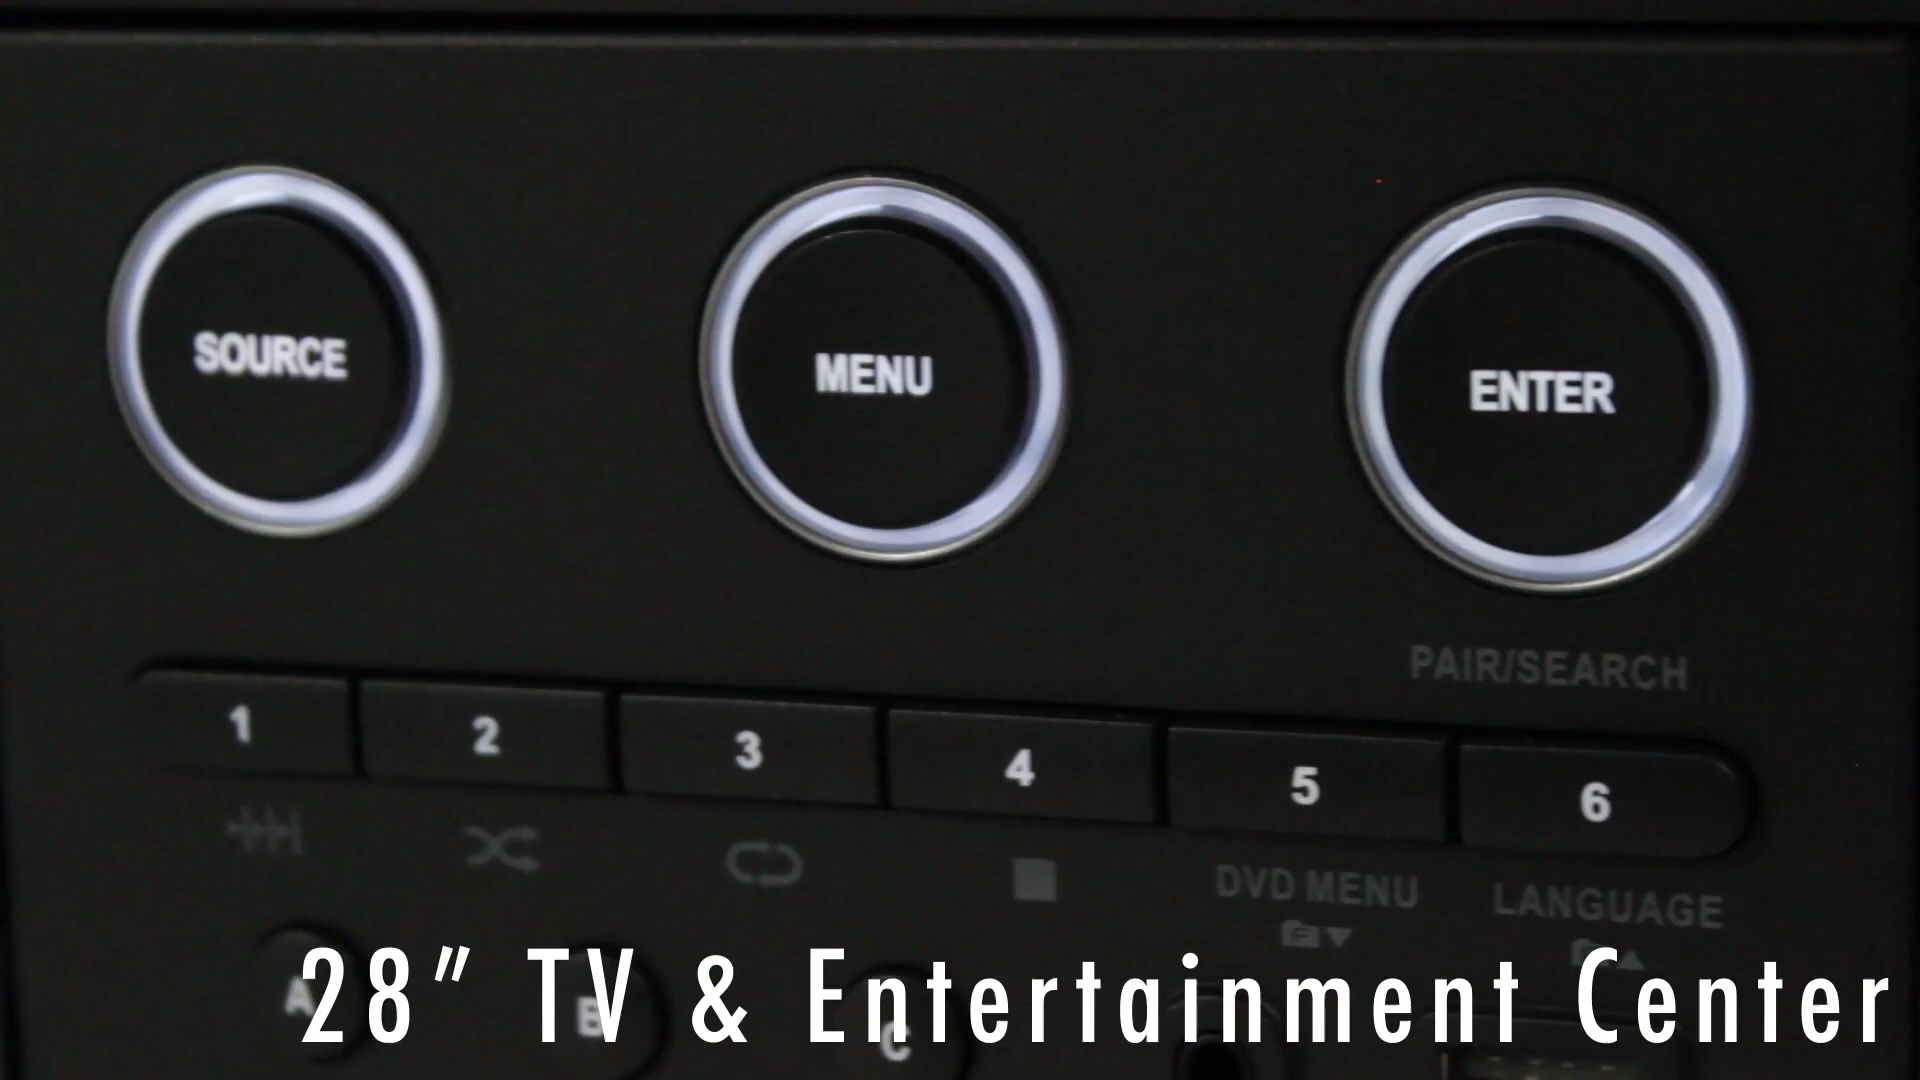 SOURCE
MENU
ENTER
PAIR/SEARCH
1 2 3 4 5 6
DVD MENU
LANGUAGE
A B C
28" TV & Entertainment Center